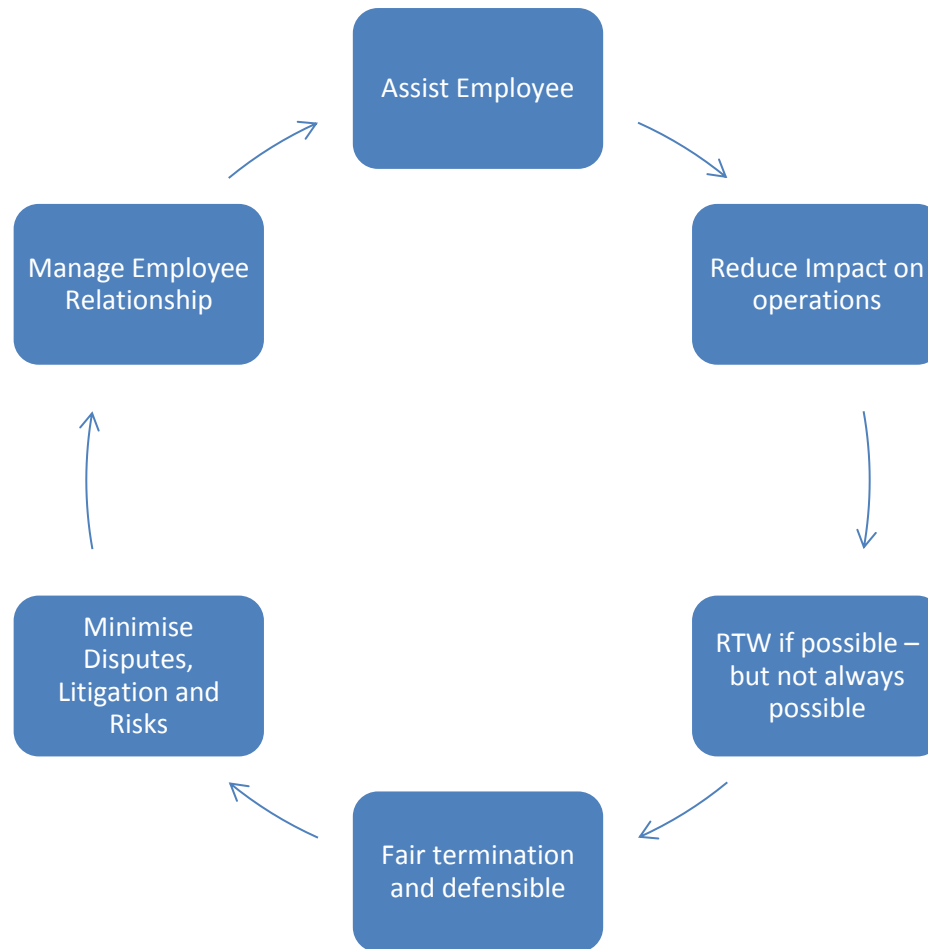 Assist Employee
Reduce Impact on
operations
RTW if possible –
but not always
possible
Fair termination
and defensible
Minimise
Disputes,
Litigation and
Risks
Manage Employee
Relationship